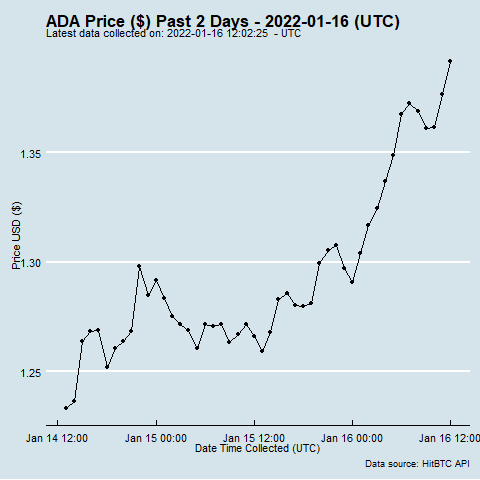 ADA Price ($) Past 2 Days - 2022-01-16 (UTC)
Latest data collected on: 2022-01-16 12:02:25  - UTC
Price USD ($)
1.35
1.30
1.25
Jan 14 12:00 Jan 15 00:00 Jan 15 12:00 Jan 16 00:00 Jan 16 12:00
Date Time Collected (UTC)
Data source: HitBTC API